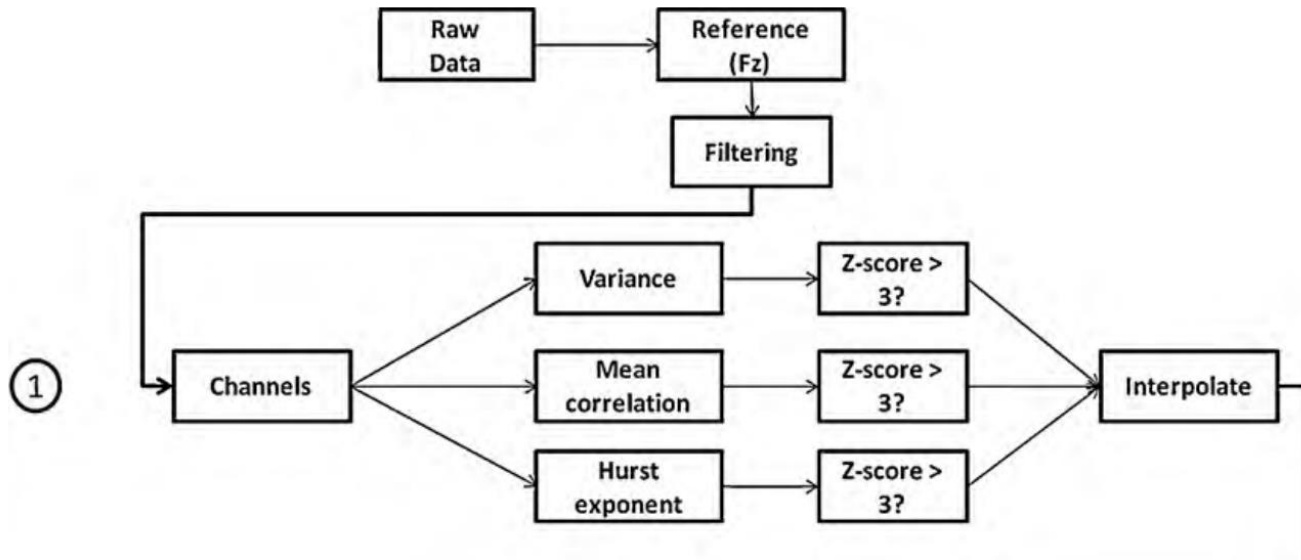 Raw
Data
Reference
(Fz)
Filtering
Variance
Z-score >
3?
1
Channels
Mean
correlation
Z-score >
3?
Interpolate
Hurst
exponent
Z-score >
3?